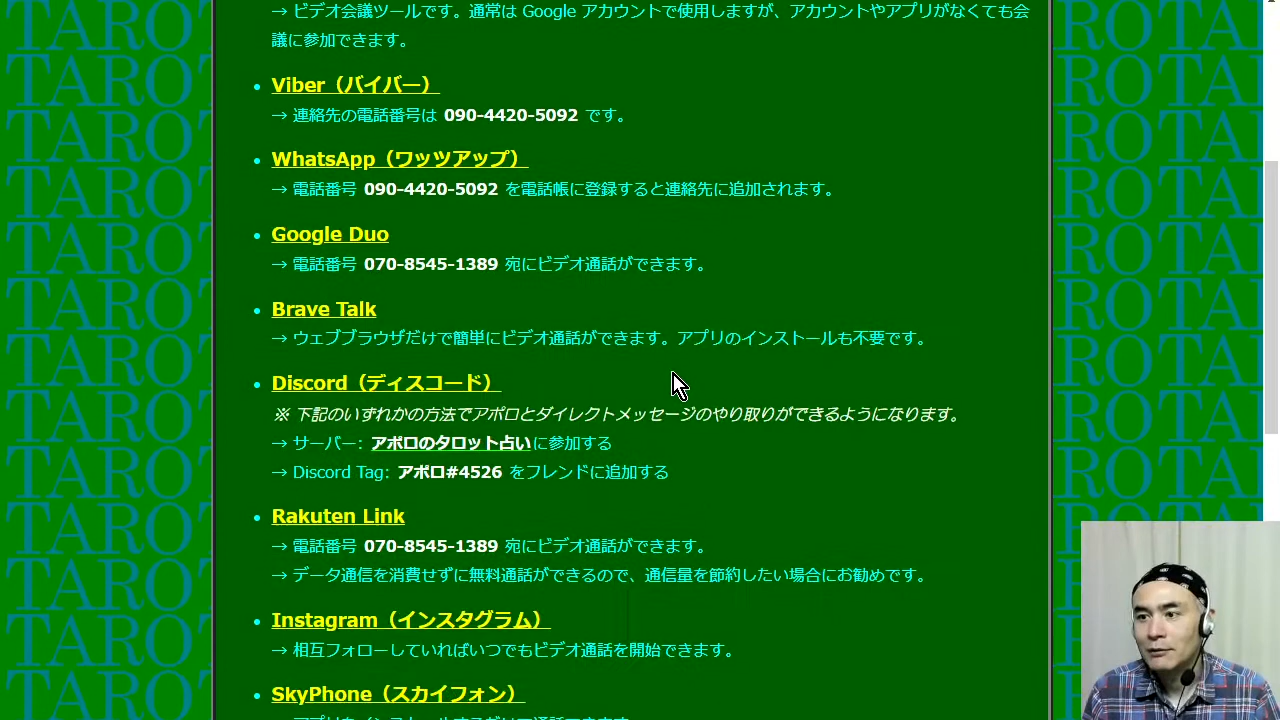 → ビデオ会議ツールです。通常は Google アカウントで使用しますが、アカウントやアプリがなくても会
議に参加できます。
• Viber（バイバー）
→ 連絡先の電話番号は 090-4420-5092 です。
• WhatsApp（ワッツアップ）
→ 電話番号 090-4420-5092 を電話帳に登録すると連絡先に追加されます。
• Google Duo
→ 電話番号 070-8545-1389 宛にビデオ通話ができます。
• Brave Talk
→ ウェブブラウザだけで簡単にビデオ通話ができます。アプリのインストールも不要です。
• Discord（ディスコード）
※ 下記のいずれかの方法でアポロとダイレクトメッセージのやり取りができるようになります。
→ サーバー: アポロのタロット占いに参加する
→ Discord Tag: アポロ#4526 をフレンドに追加する
• Rakuten Link
→ 電話番号 070-8545-1389 宛にビデオ通話ができます。
→ データ通信を消費せずに無料通話ができるので、通信量を節約したい場合にお勧めです。
• Instagram（インスタグラム）
→ 相互フォローしていればいつでもビデオ通話を開始できます。
• SkyPhone（スカイフォン）